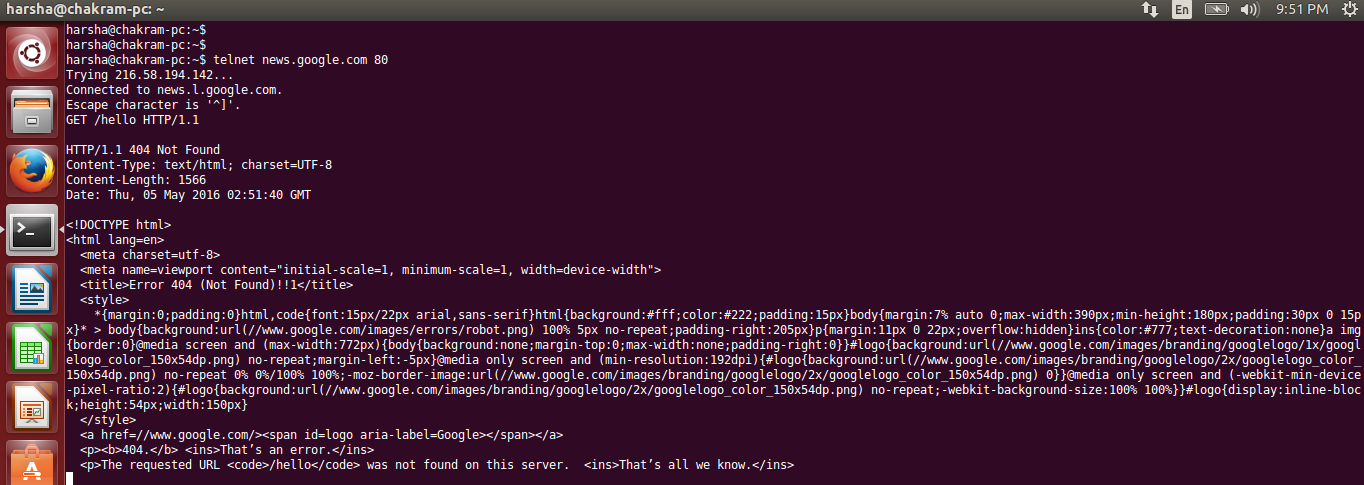 harsha@chakram-pc: ~
En
9:51 PM
harsha@chakram-pc:~$
harsha@chakram-pc:~$
harsha@chakram-pc:~$ telnet news.google.com 80
Trying 216.58.194.142...
Connected to news.l.google.com.
Escape character is '^]'.
GET /hello HTTP/1.1
HTTP/1.1 404 Not Found
Content-Type: text/html; charset=UTF-8
Content-Length: 1566
Date: Thu, 05 May 2016 02:51:40 GMT
<!DOCTYPE html>
<html lang=en>
<meta charset=utf-8>
<meta name=viewport content="initial-scale=1, minimum-scale=1, width=device-width">
<title>Error 404 (Not Found)!!1</title>
<style>
*{margin:0;padding:0}html,code{font:15px/22px arial,sans-serif}html{background:#fff;color:#222;padding:15px}body{margin:7% auto 0;max-width:390px;min-height:180px;padding:30px 0 15p
x}* > body{background:url(//www.google.com/images/errors/robot.png) 100% 5px no-repeat;padding-right:205px}p{margin:11px 0 22px;overflow:hidden}ins{color:#777;text-decoration:none}a img
{border:0}@media screen and (max-width:772px){body{background:none;margin-top:0;max-width:none;padding-right:0}}#logo{background:url(//www.google.com/images/branding/googlelogo/1x/googl
elogo_color_150x54dp.png) no-repeat;margin-left:-5px}@media only screen and (min-resolution:192dpi){#logo{background:url(//www.google.com/images/branding/googlelogo/2x/googlelogo_color_
150x54dp.png) no-repeat 0% 0%/100% 100%;-moz-border-image:url(//www.google.com/images/branding/googlelogo/2x/googlelogo_color_150x54dp.png) 0}}@media only screen and (-webkit-min-device
-pixel-ratio:2){#logo{background:url(//www.google.com/images/branding/googlelogo/2x/googlelogo_color_150x54dp.png) no-repeat;-webkit-background-size:100% 100%}}#logo{display:inline-bloc
k;height:54px;width:150px}
</style>
<a href=//www.google.com/><span id=logo aria-label=Google></span></a>
<p><b>404.</b> <ins>That’s an error.</ins>
<p>The requested URL <code>/hello</code> was not found on this server.  <ins>That’s all we know.</ins>